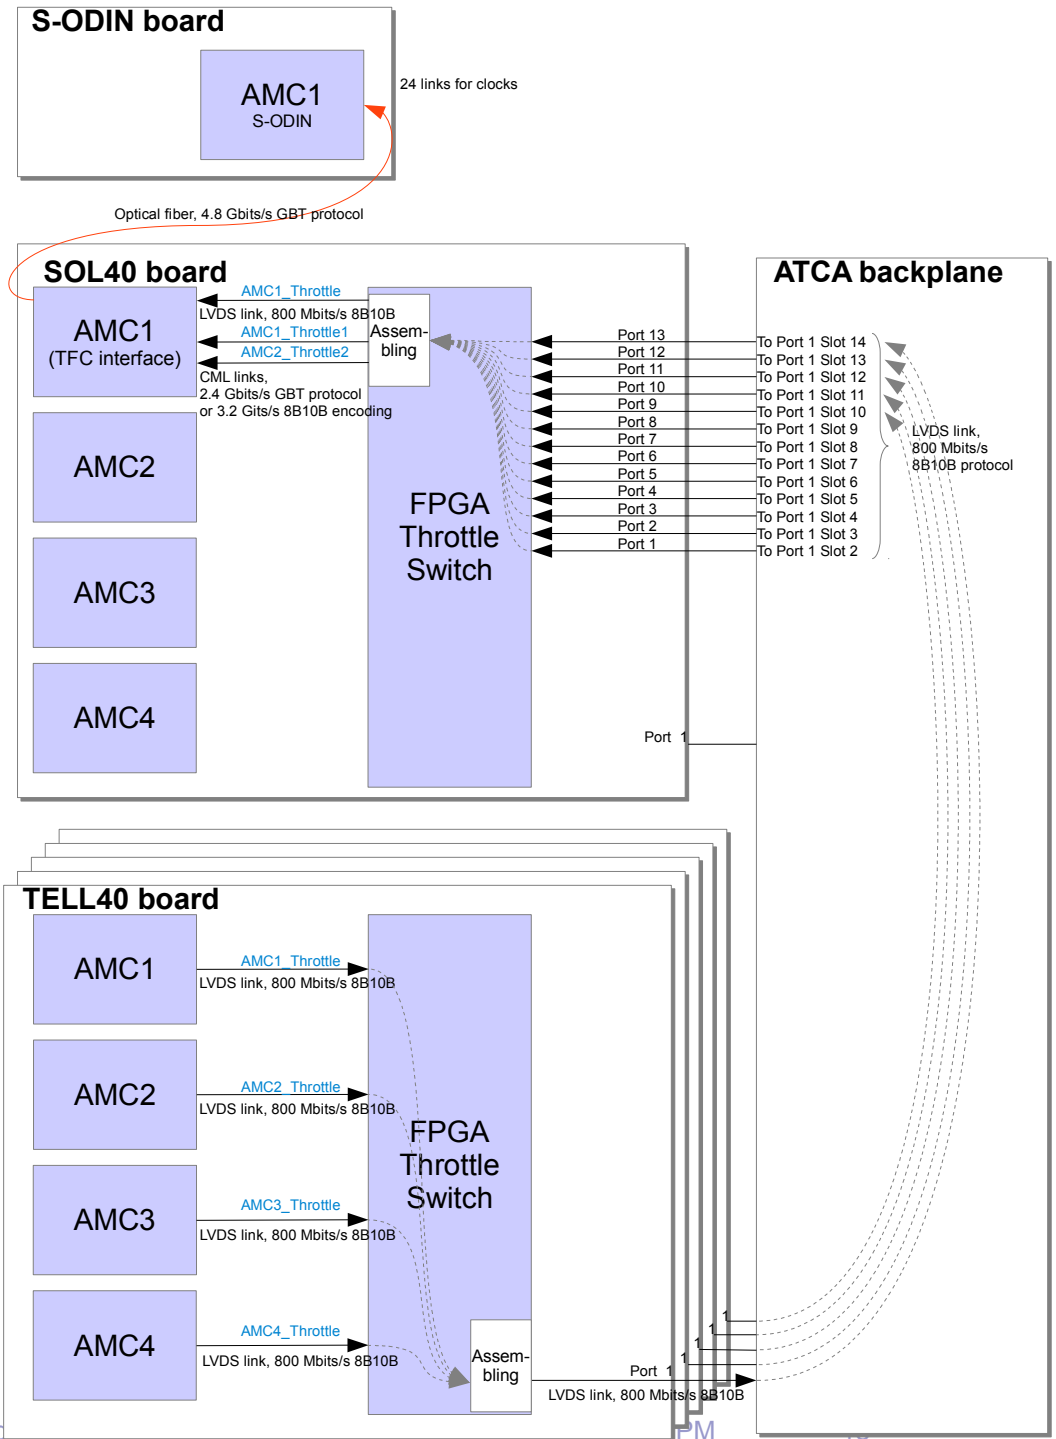 S-ODIN board
AMC1
S-ODIN
24 links for clocks
Optical fiber, 4.8 Gbits/s GBT protocol
SOL40 board
AMC1
(TFC interface)
AMC1_Throttle
LVDS link, 800 Mbits/s 8B10B
AMC1_Throttle1
AMC2_Throttle2
CML links,
2.4 Gbits/s GBT protocol
or 3.2 Gits/s 8B10B encoding
Assem-
bling
AMC2
AMC3
AMC4
FPGA
Throttle
Switch
Port 13
Port 12
Port 11
Port 10
Port 9
Port 8
Port 7
Port 6
Port 5
Port 4
Port 3
Port 2
Port 1
Port 1
ATCA backplane
To Port 1 Slot 14
To Port 1 Slot 13
To Port 1 Slot 12
To Port 1 Slot 11
To Port 1 Slot 10
To Port 1 Slot 9
To Port 1 Slot 8
To Port 1 Slot 7
To Port 1 Slot 6
To Port 1 Slot 5
To Port 1 Slot 4
To Port 1 Slot 3
To Port 1 Slot 2
LVDS link,
800 Mbits/s
8B10B protocol
TELL40 board
AMC1
AMC1_Throttle
LVDS link, 800 Mbits/s 8B10B
AMC2
AMC2_Throttle
LVDS link, 800 Mbits/s 8B10B
FPGA
Throttle
Switch
AMC3
AMC3_Throttle
LVDS link, 800 Mbits/s 8B10B
AMC4
AMC4_Throttle
LVDS link, 800 Mbits/s 8B10B
Assem-
bling
1
1
1
1
Port 1
LVDS link, 800 Mbits/s 8B10B
PM